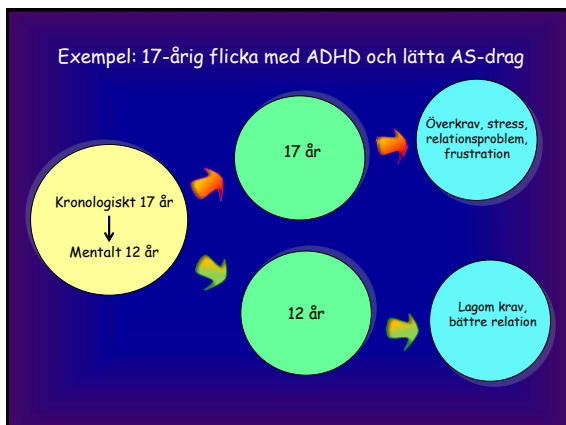 Exempel: 17-årig flicka med ADHD och lätta AS-drag
Kronologiskt 17 år
Mentalt 12 år
17 år
Överkrav, stress,
relationsproblem,
frustration
12 år
Lagom krav,
bättre relation